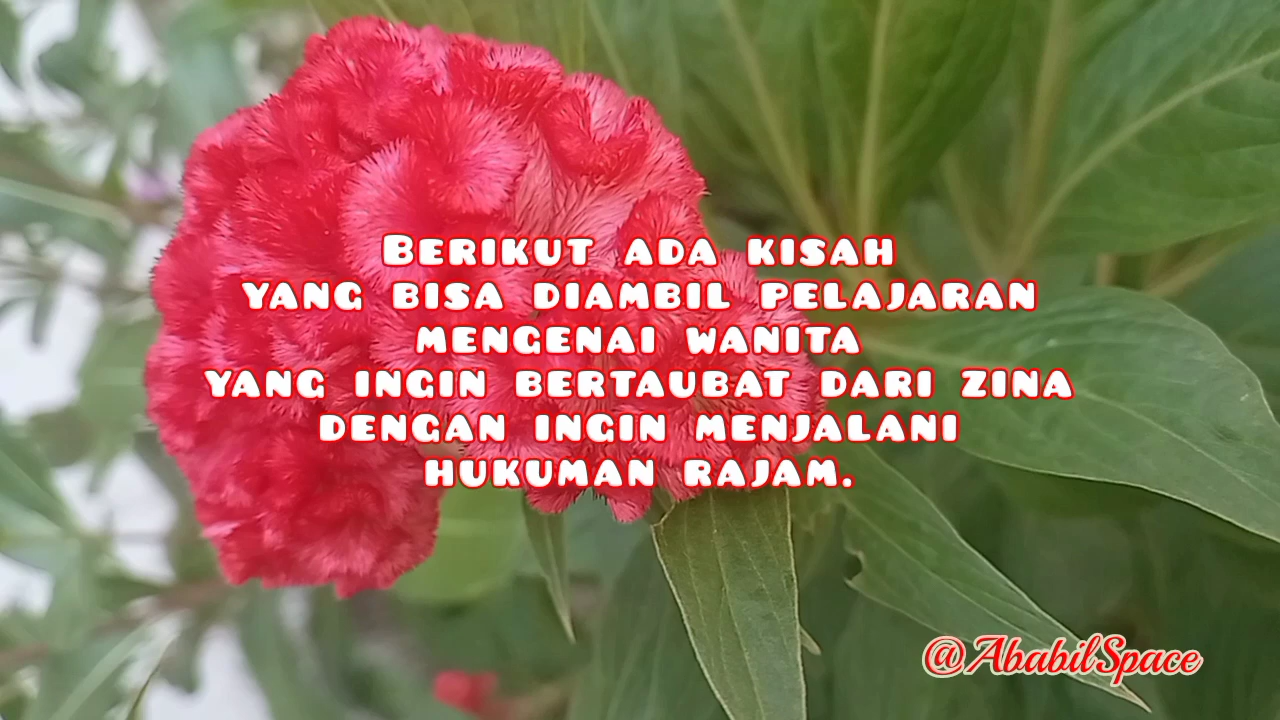 Berikut ada kisah
yang bisa diambil pelajaran
mengenai wanita
yang ingin bertaubat dari zina
dengan ingin menjalani
hukuman rajam.
@AbabilSpace